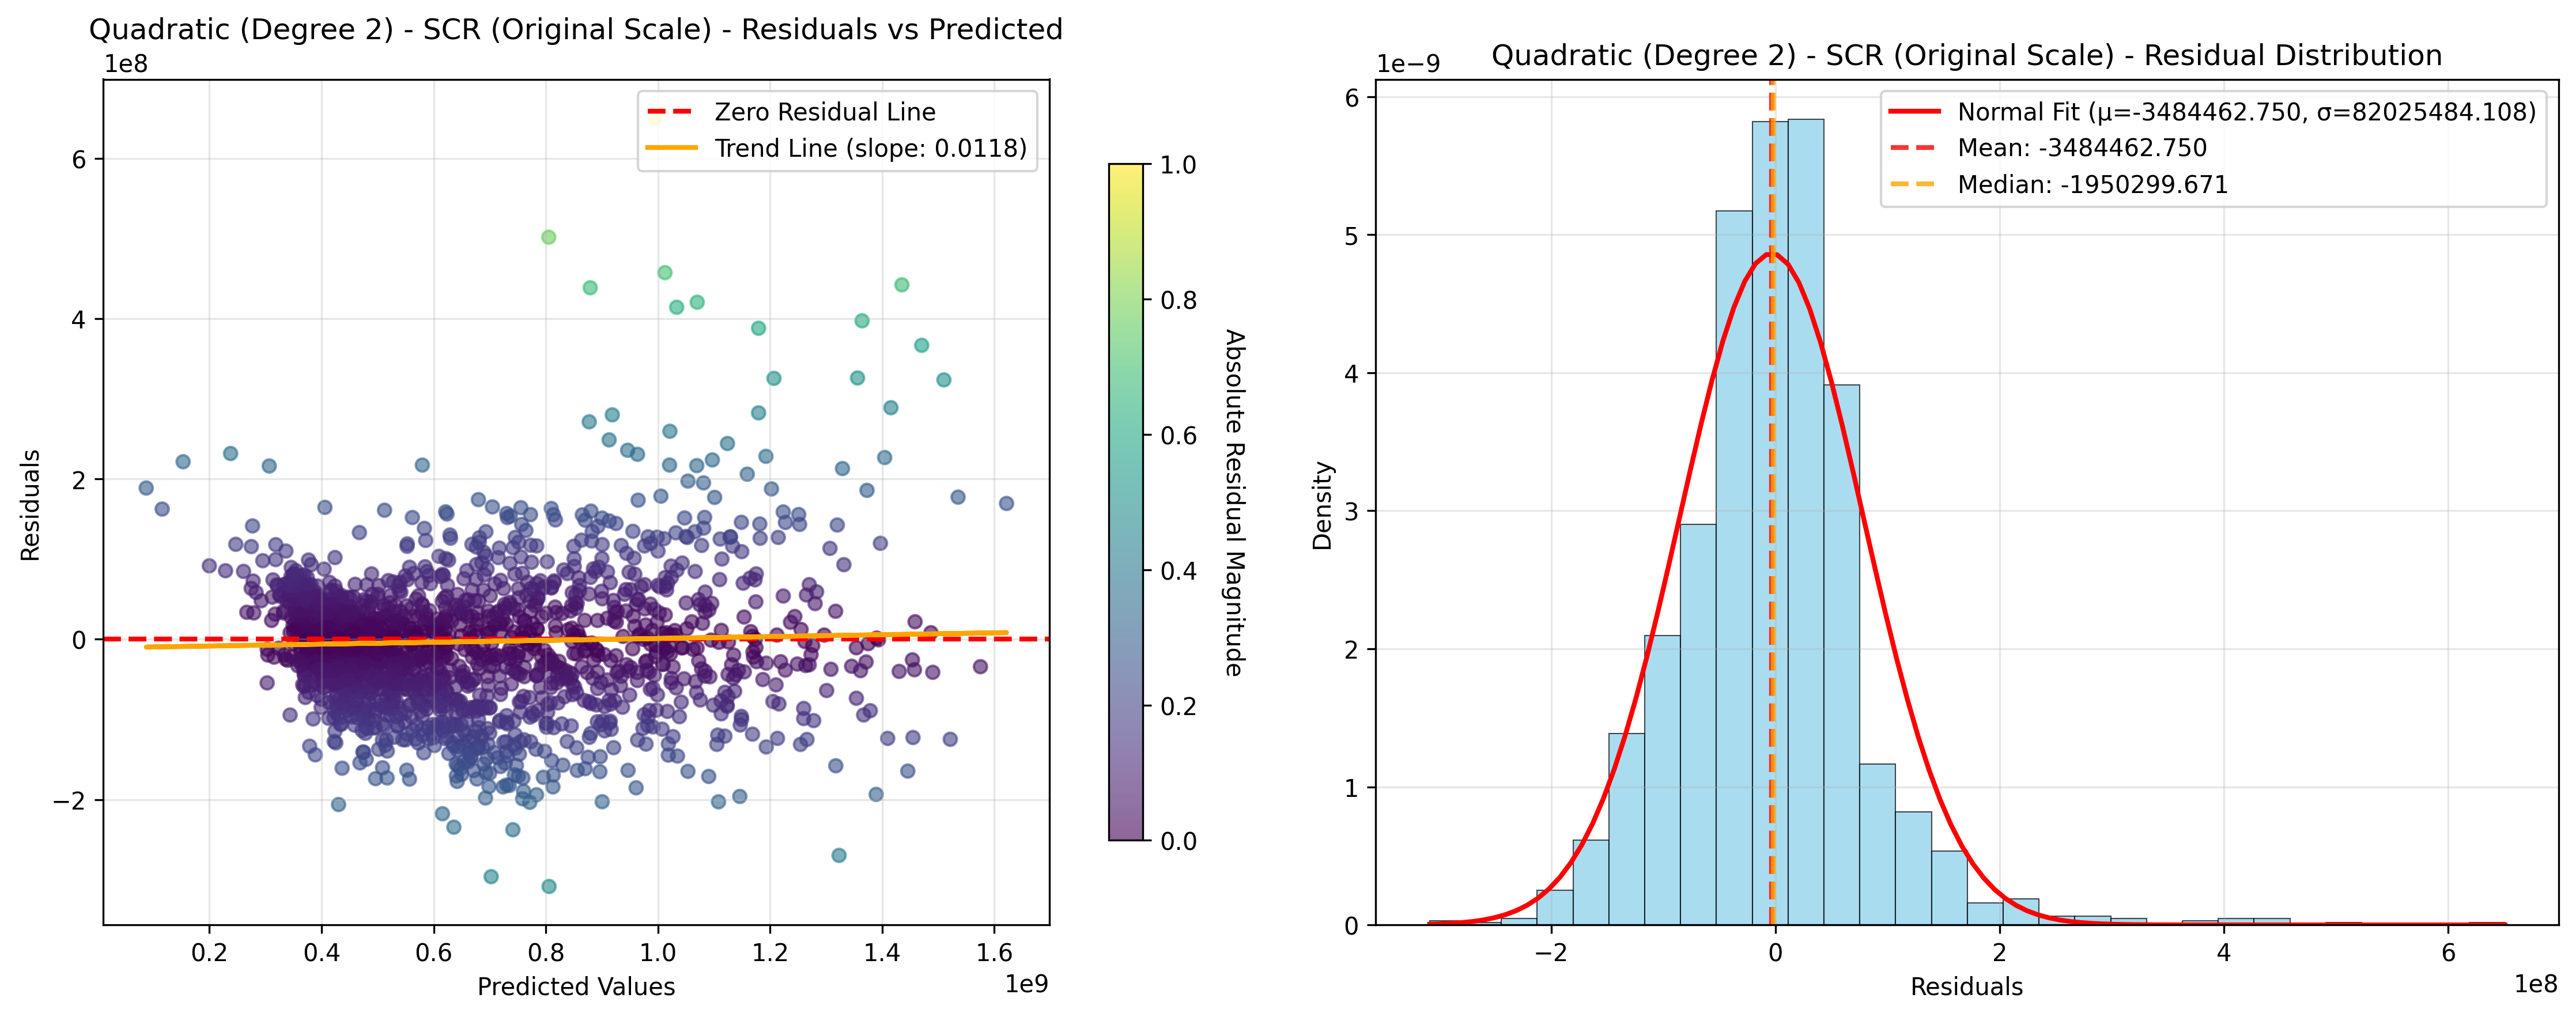 Quadratic (Degree 2) - SCR (Original Scale) - Residuals vs Predicted
1e8
Zero Residual Line
Trend Line (slope: 0.0118)
6
4
2
0
−2
Residuals
0.2 0.4 0.6 0.8 1.0 1.2 1.4 1.6
1e9
Predicted Values
1.0
0.8
0.6
0.4
0.2
0.0
Absolute Residual Magnitude
Quadratic (Degree 2) - SCR (Original Scale) - Residual Distribution
1e−9
Normal Fit (μ=-3484462.750, σ=82025484.108)
Mean: -3484462.750
Median: -1950299.671
6
5
4
3
2
1
0
Density
−2 0 2 4 6
1e8
Residuals